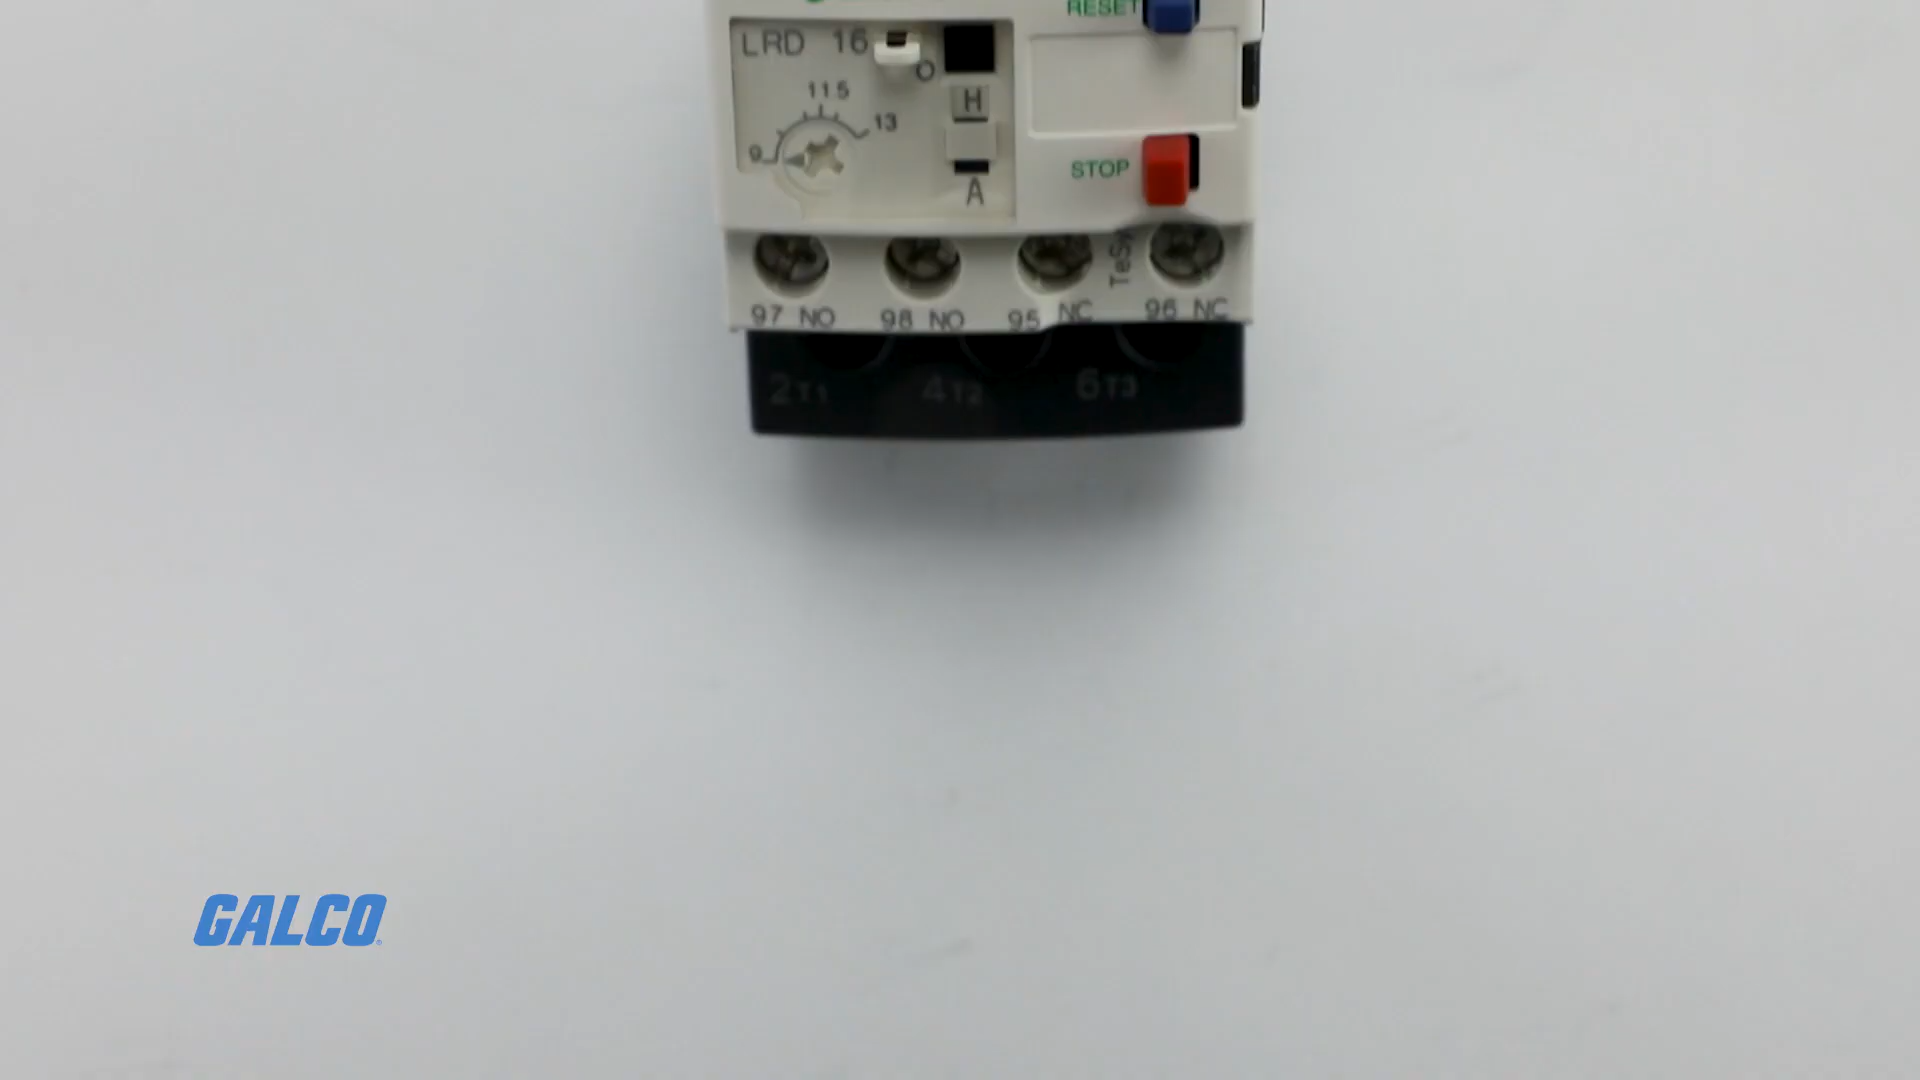 RESET
LRD 16
O
11 5
H
13
9
STOP
A
TeSy
97 NO 98 NO 95 NC 96 NC
2T1 4T2 6T3
GALCO